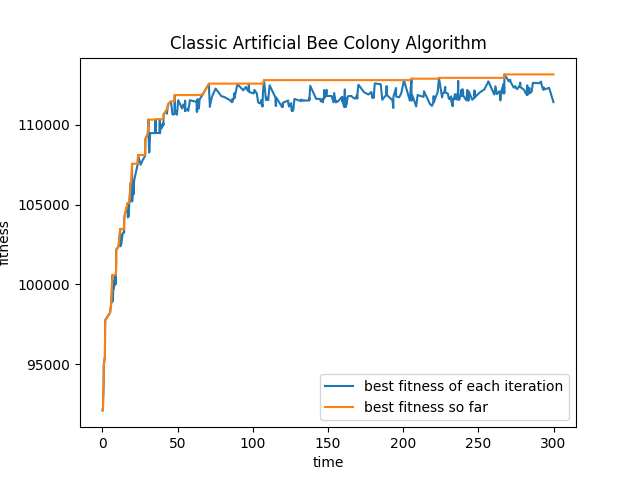 Classic Artificial Bee Colony Algorithm
110000
105000
100000
95000
fitness
best fitness of each iteration
best fitness so far
0 50 100 150 200 250 300
time